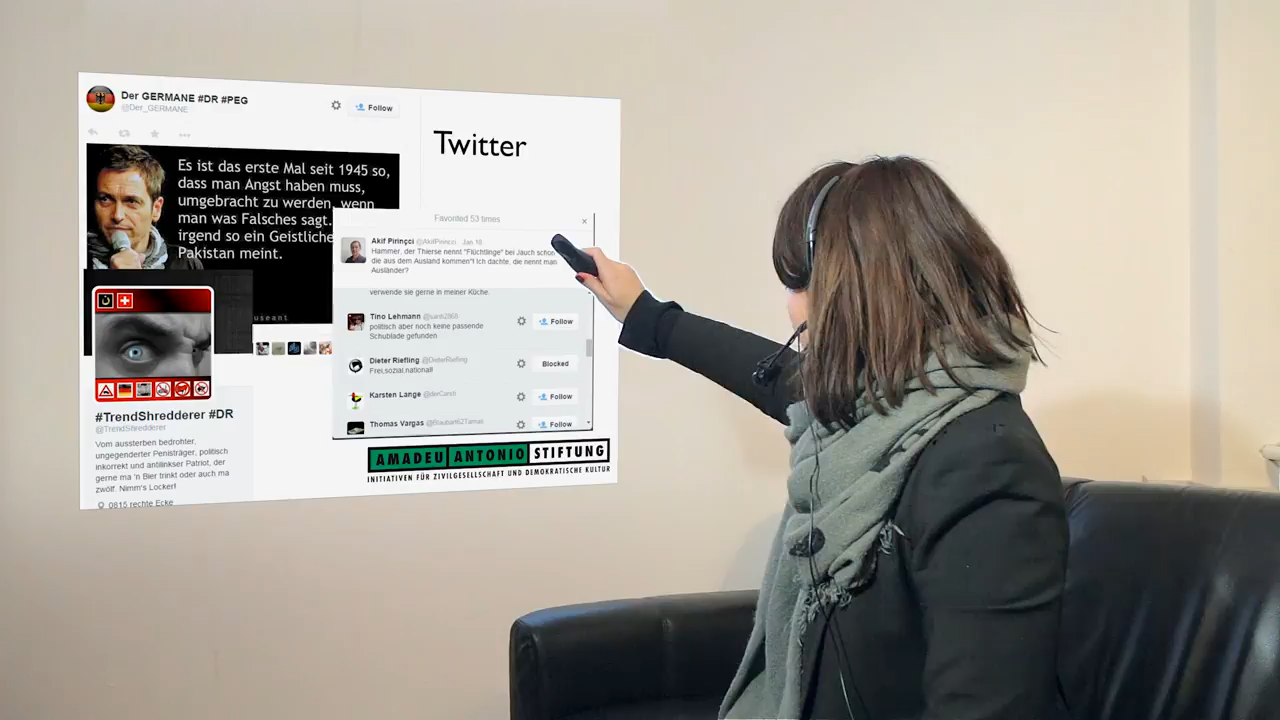 Der GERMANE #DR #PEG
@Der_GERMANE
Follow
Es ist das erste Mal seit 1945 so,
dass man Angst haben muss,
umgebracht zu werden, wenn
man was Falsches sagt.
irgend so ein Geistliche
Pakistan meint.
useant
Twitter
Favorited 53 times
Akif Pirinçci @AkifPirincci Jan 18
Hammer, der Thierse nennt "Flüchtlinge" bei Jauch schon
die aus dem Ausland kommen"! Ich dachte, die nennt man
Ausländer?
verwende sie gerne in meiner Küche.
Tino Lehmann
politisch aber noch keine passende
Schublade gefunden
Follow
Dieter Riefling @DieterRiefling
Frei,sozial,national!
Blocked
Karsten Lange @derCarsti
Follow
Thomas Vargas
Follow
#TrendShredderer #DR
@TrendShredderer
Vom aussterben bedrohter,
ungegenderter Penisträger, politisch
inkorrekt und antilinkser Patriot, der
gerne ma 'n Bier trinkt oder auch ma
zwölf. Nimm's Locker!
0815 rechte Ecke
AMADEU ANTONIO STIFTUNG
INITIATIVEN FÜR ZIVILGESELLSCHAFT UND DEMOKRATISCHE KULTUR